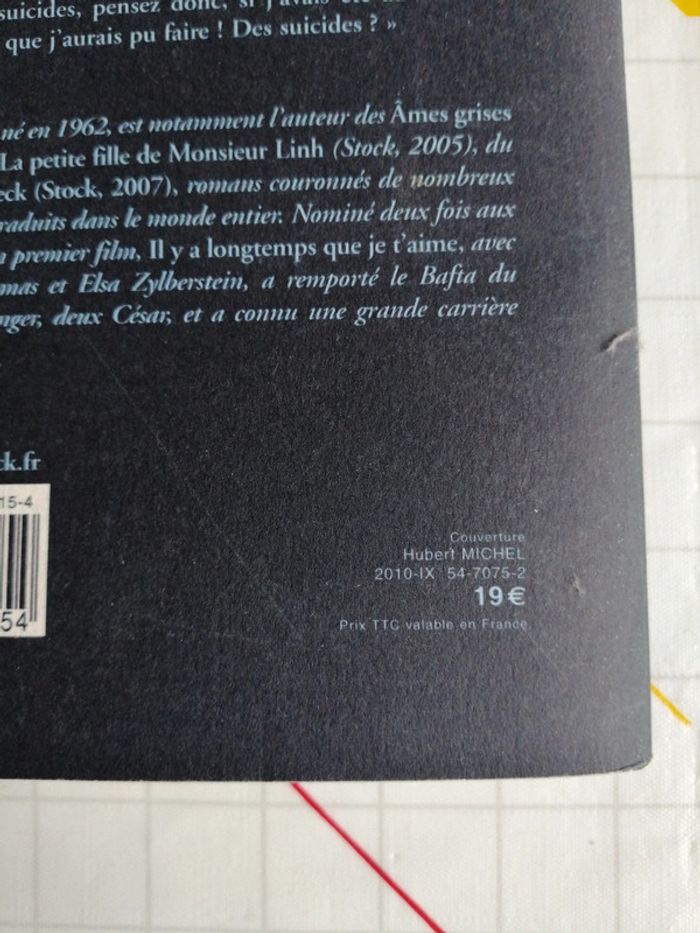 suicides, pensez donc, si j'avais été
que j'aurais pu faire ! Des suicides ? »
né en 1962, est notamment l'auteur des Âmes grises
La petite fille de Monsieur Linh (Stock, 2005), du
eck (Stock, 2007), romans couronnés de nombreux
raduits dans le monde entier. Nominé deux fois aux
premier film, Il y a longtemps que je t'aime, avec
mas et Elsa Zylberstein, a remporté le Bafta du
nger, deux César, et a connu une grande carrière
ck.fr
15-4
54
Couverture
Hubert MICHEL
2010-IX 54-7075-2
19 €
Prix TTC valable en France.